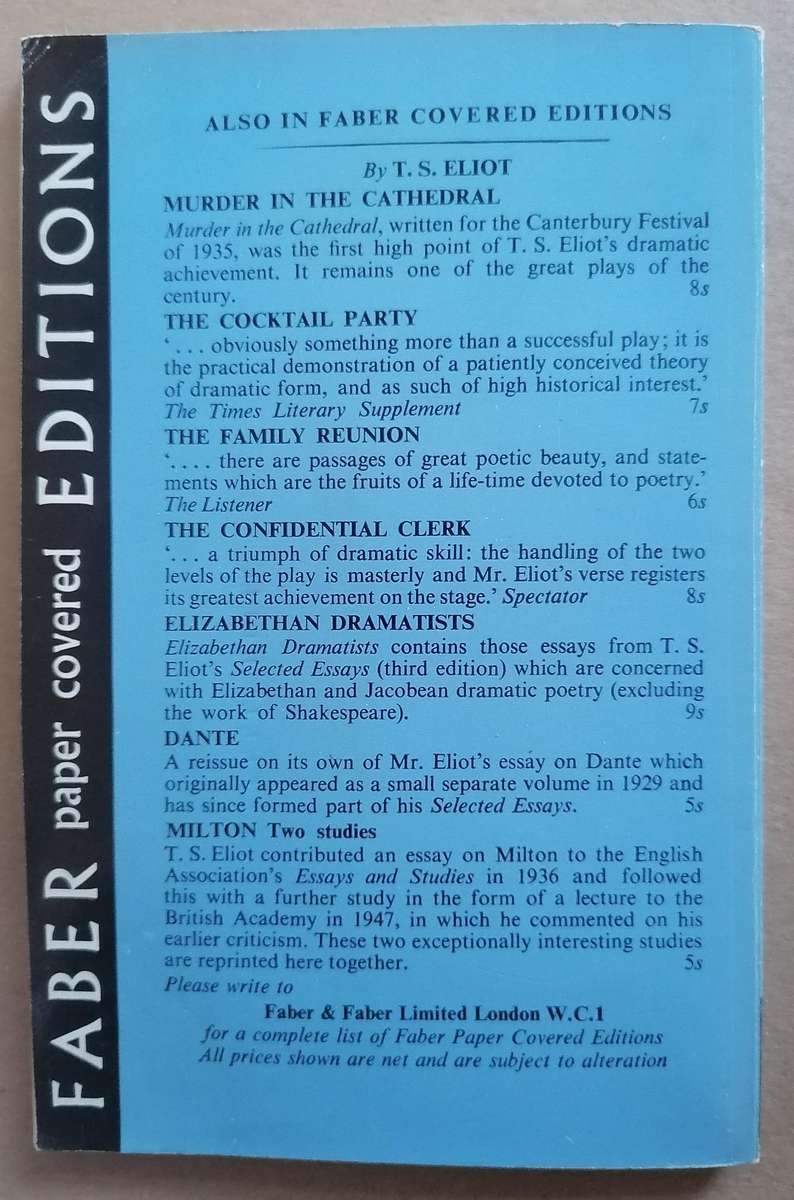 FABER paper covered EDITIONS
ALSO IN FABER COVERED EDITIONS
By T. S. ELIOT
MURDER IN THE CATHEDRAL
Murder in the Cathedral, written for the Canterbury Festival
of 1935, was the first high point of T. S. Eliot's dramatic
achievement. It remains one of the great plays of the
century. 8s
THE COCKTAIL PARTY
‘. . . obviously something more than a successful play; it is
the practical demonstration of a patiently conceived theory
of dramatic form, and as such of high historical interest.’
The Times Literary Supplement 7s
THE FAMILY REUNION
‘. . . . there are passages of great poetic beauty, and state-
ments which are the fruits of a life-time devoted to poetry.’
The Listener 6s
THE CONFIDENTIAL CLERK
‘. . . a triumph of dramatic skill: the handling of the two
levels of the play is masterly and Mr. Eliot's verse registers
its greatest achievement on the stage.’ Spectator 8s
ELIZABETHAN DRAMATISTS
Elizabethan Dramatists contains those essays from T. S.
Eliot's Selected Essays (third edition) which are concerned
with Elizabethan and Jacobean dramatic poetry (excluding
the work of Shakespeare). 9s
DANTE
A reissue on its own of Mr. Eliot's essay on Dante which
originally appeared as a small separate volume in 1929 and
has since formed part of his Selected Essays. 5s
MILTON Two studies
T. S. Eliot contributed an essay on Milton to the English
Association's Essays and Studies in 1936 and followed
this with a further study in the form of a lecture to the
British Academy in 1947, in which he commented on his
earlier criticism. These two exceptionally interesting studies
are reprinted here together. 5s
Please write to
Faber & Faber Limited London W.C.1
for a complete list of Faber Paper Covered Editions
All prices shown are net and are subject to alteration